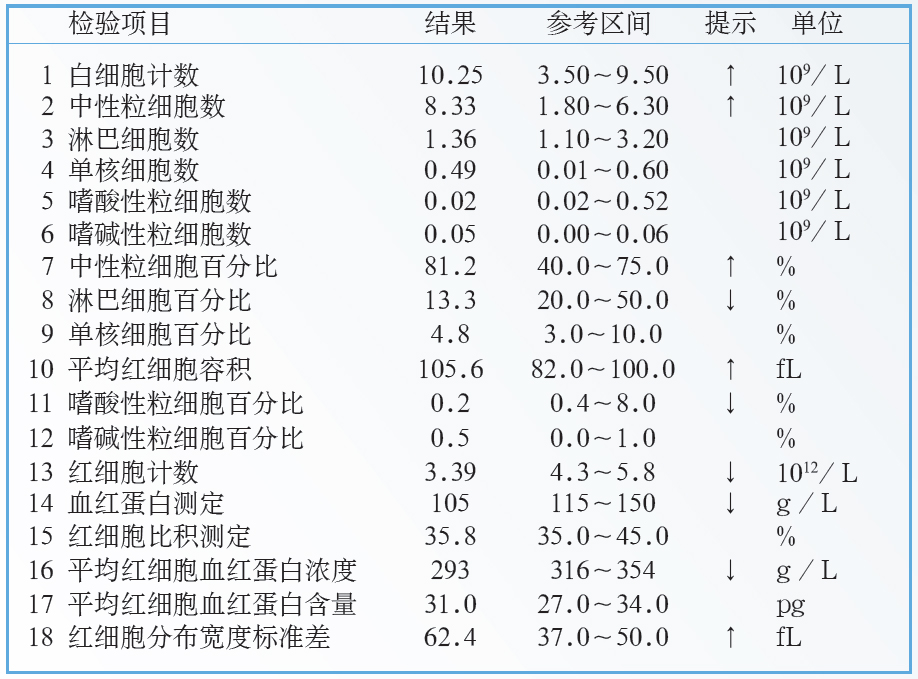 检验项目 结果 参考区间 提示 单位
1 白细胞计数 10.25 3.50~9.50 ↑ 10⁹/ L
2 中性粒细胞数 8.33 1.80~6.30 ↑ 10⁹/ L
3 淋巴细胞数 1.36 1.10~3.20 10⁹/ L
4 单核细胞数 0.49 0.01~0.60 10⁹/ L
5 嗜酸性粒细胞数 0.02 0.02~0.52 10⁹/ L
6 嗜碱性粒细胞数 0.05 0.00~0.06 10⁹/ L
7 中性粒细胞百分比 81.2 40.0~75.0 ↑ %
8 淋巴细胞百分比 13.3 20.0~50.0 ↓ %
9 单核细胞百分比 4.8 3.0~10.0 %
10 平均红细胞容积 105.6 82.0~100.0 ↑ fL
11 嗜酸性粒细胞百分比 0.2 0.4~8.0 ↓ %
12 嗜碱性粒细胞百分比 0.5 0.0~1.0 %
13 红细胞计数 3.39 4.3~5.8 ↓ 10¹²/ L
14 血红蛋白测定 105 115~150 ↓ g / L
15 红细胞比积测定 35.8 35.0~45.0 %
16 平均红细胞血红蛋白浓度 293 316~354 ↓ g / L
17 平均红细胞血红蛋白含量 31.0 27.0~34.0 pg
18 红细胞分布宽度标准差 62.4 37.0~50.0 ↑ fL